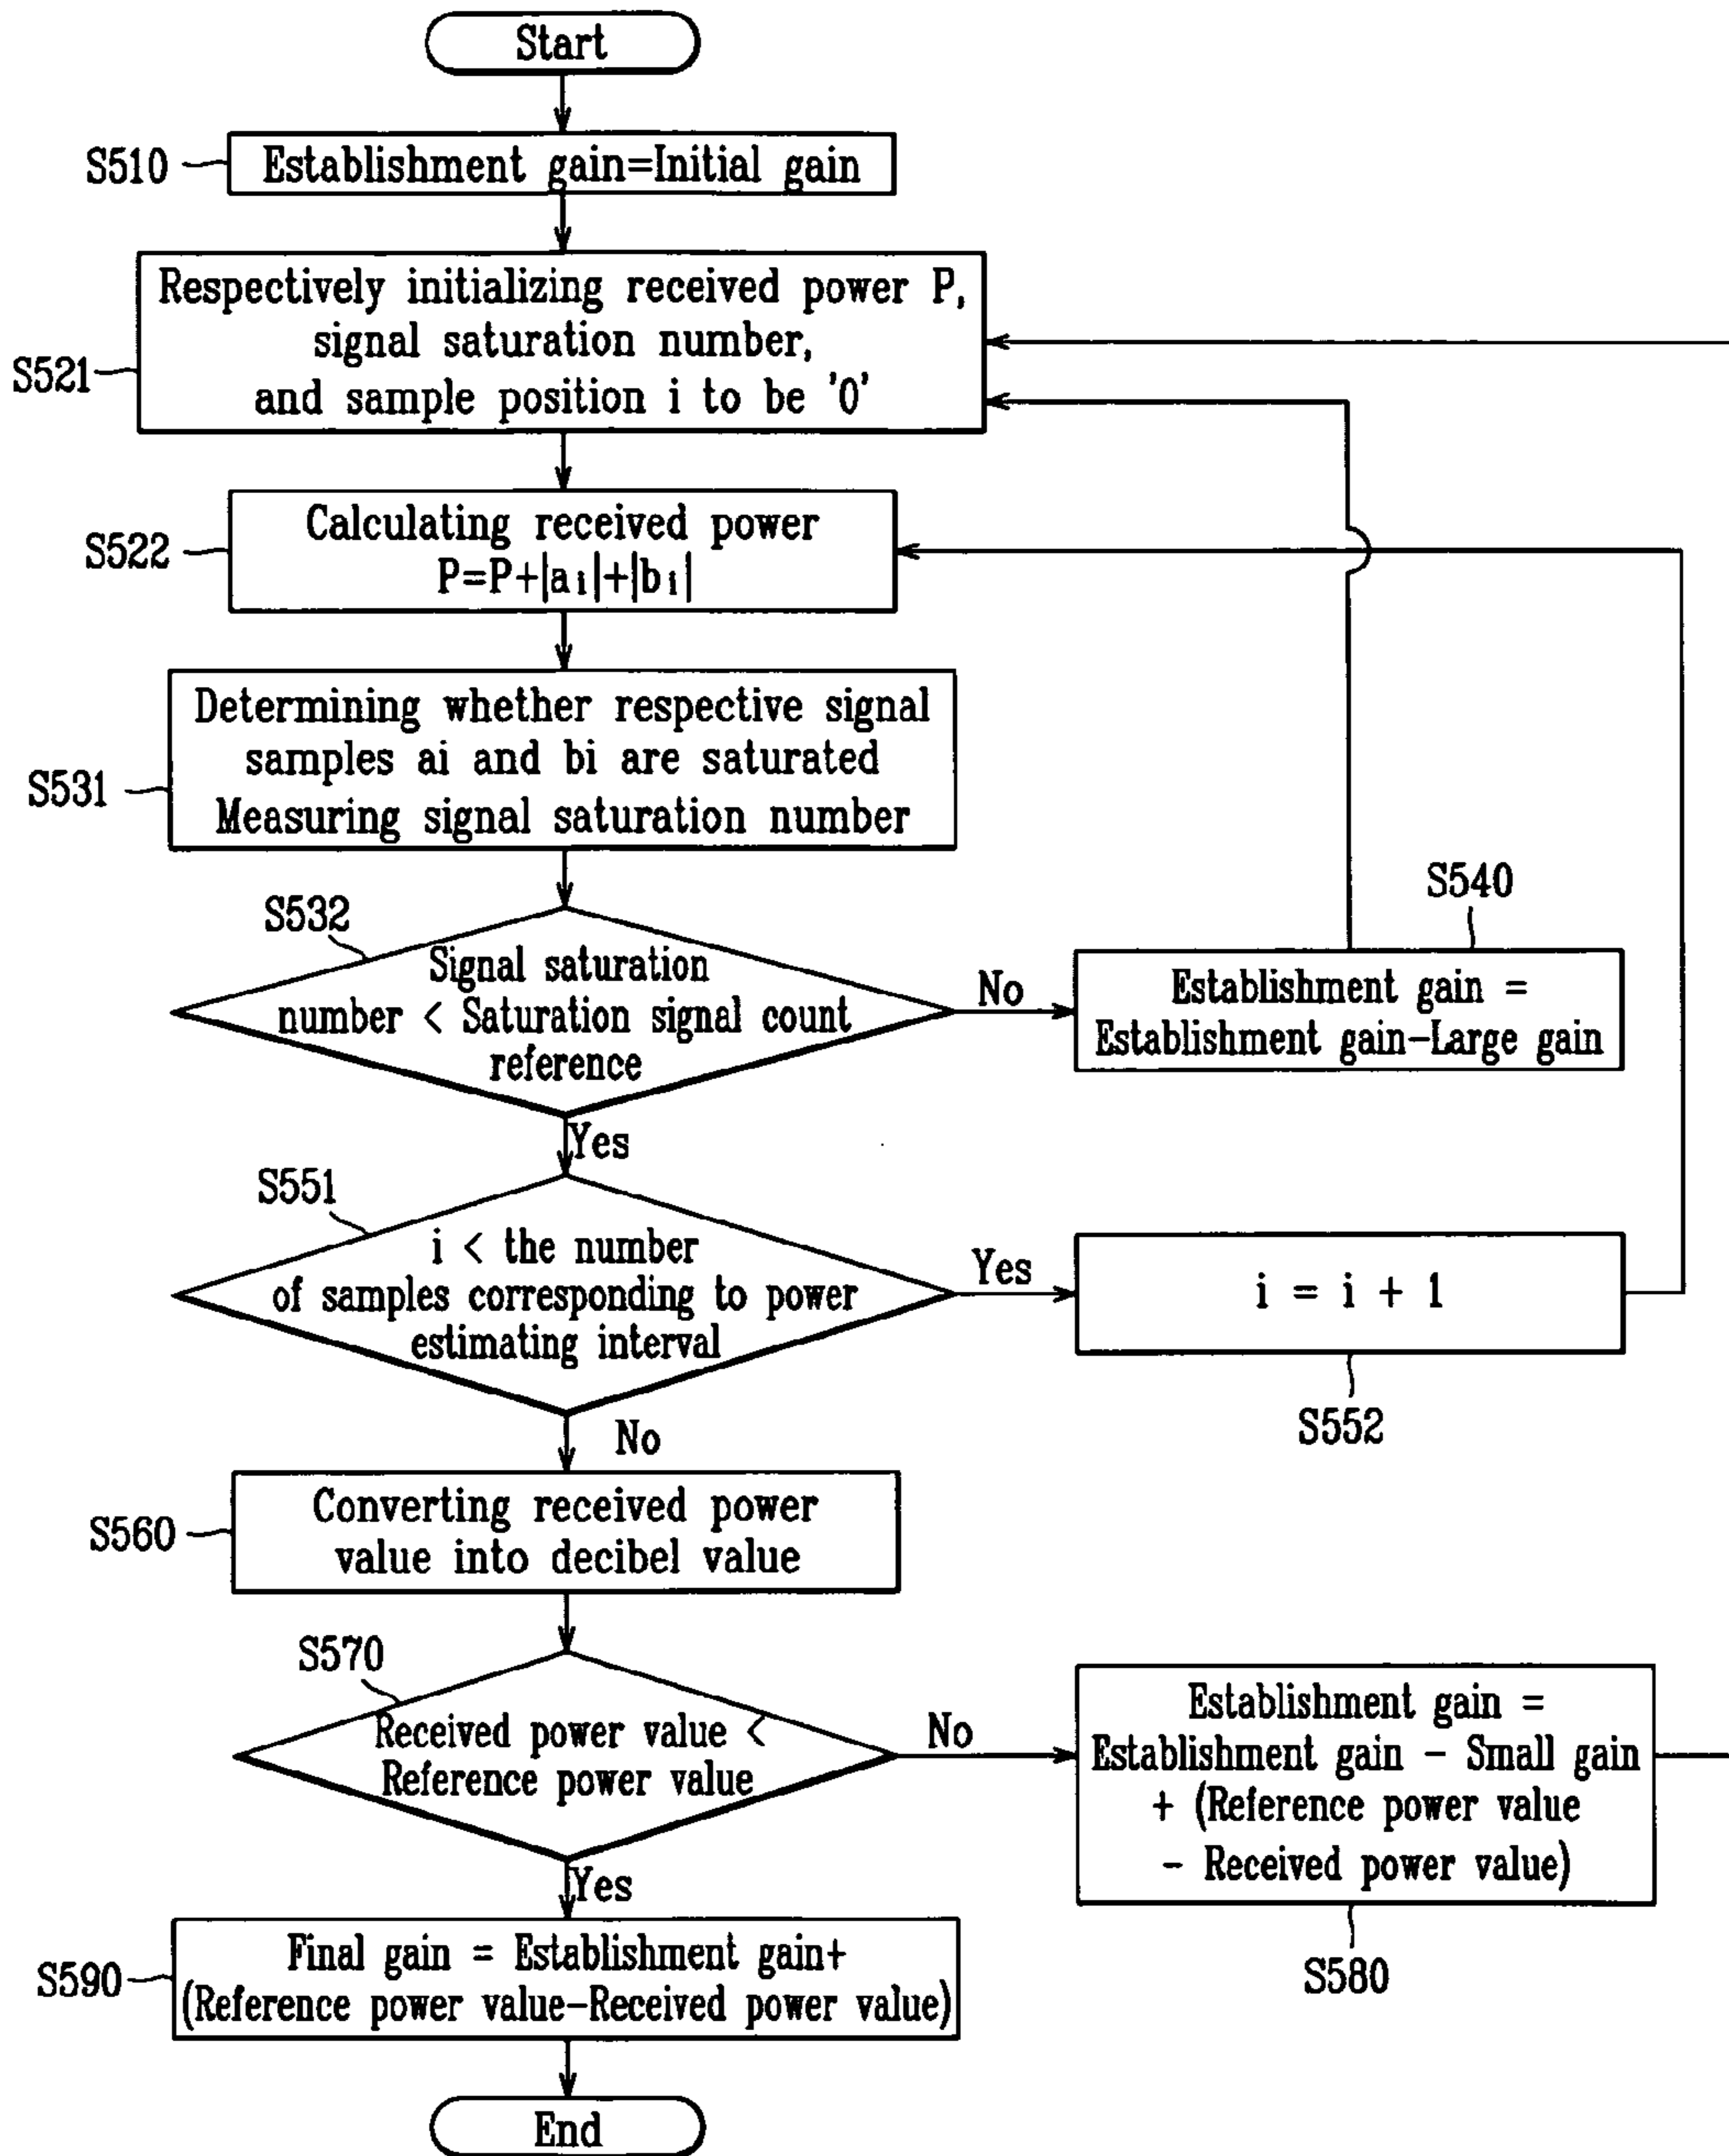 Start
S510
Establishment gain=Initial gain
S521
Respectively initializing received power P,
signal saturation number,
and sample position i to be '0'
S522
Calculating received power
P=P+|ai|+|bi|
S531
Determining whether respective signal
samples ai and bi are saturated
Measuring signal saturation number
S532
Signal saturation
number < Saturation signal count
reference
No
S540
Establishment gain =
Establishment gain-Large gain
Yes
S551
i < the number
of samples corresponding to power
estimating interval
Yes
i = i + 1
S552
No
S560
Converting received power
value into decibel value
S570
Received power value <
Reference power value
No
Establishment gain =
Establishment gain - Small gain
+ (Reference power value
- Received power value)
S580
Yes
S590
Final gain = Establishment gain+
(Reference power value-Received power value)
End